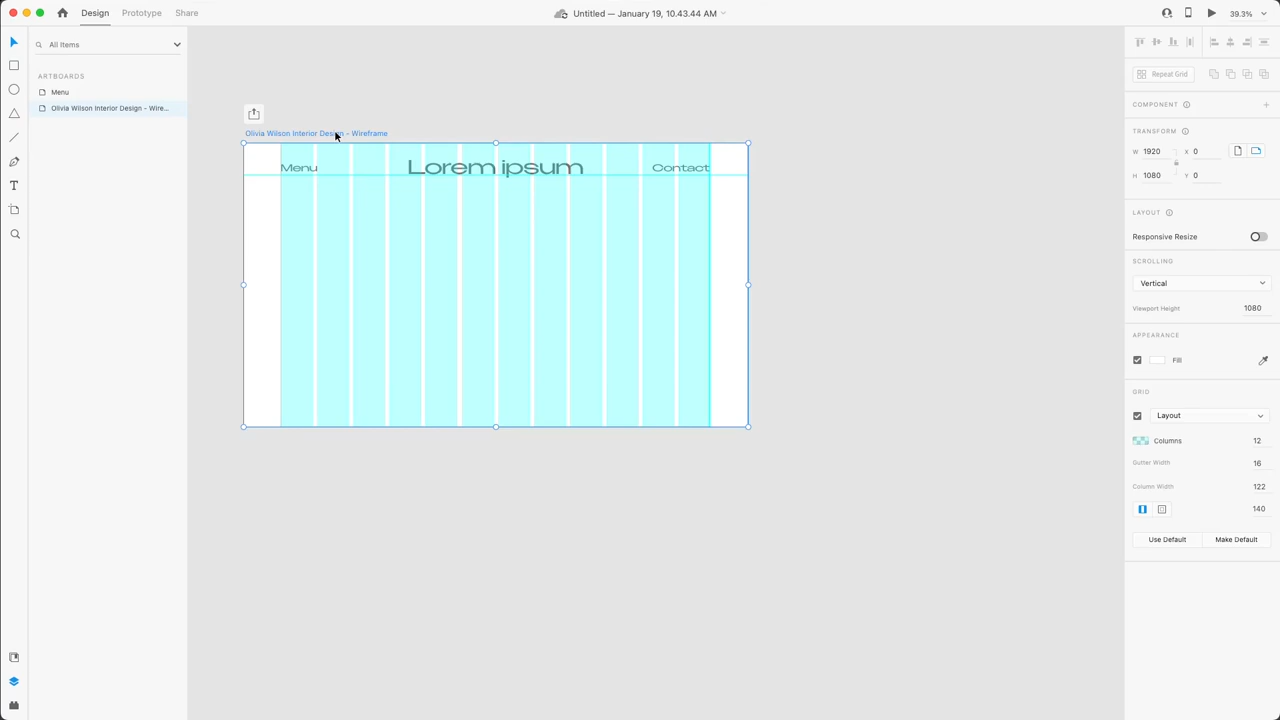 Design Prototype Share
Untitled — January 19, 10.43.44 AM
39.3%
All Items
ARTBOARDS
Menu
Olivia Wilson Interior Design - Wire...
Olivia Wilson Interior Design - Wireframe
Menu Lorem ipsum Contact
Repeat Grid
COMPONENT
TRANSFORM
W 1920 X 0
H 1080 Y 0
LAYOUT
Responsive Resize
SCROLLING
Vertical
Viewport Height 1080
APPEARANCE
Fill
GRID
Layout
Columns 12
Gutter Width 16
Column Width 122
140
Use Default Make Default